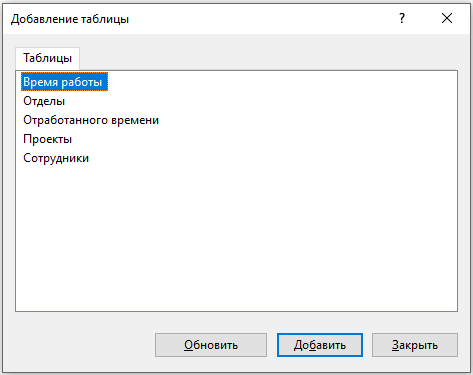 Добавление таблицы ?
Таблицы
Время работы
Отделы
Отработанного времени
Проекты
Сотрудники
Обновить Добавить Закрыть